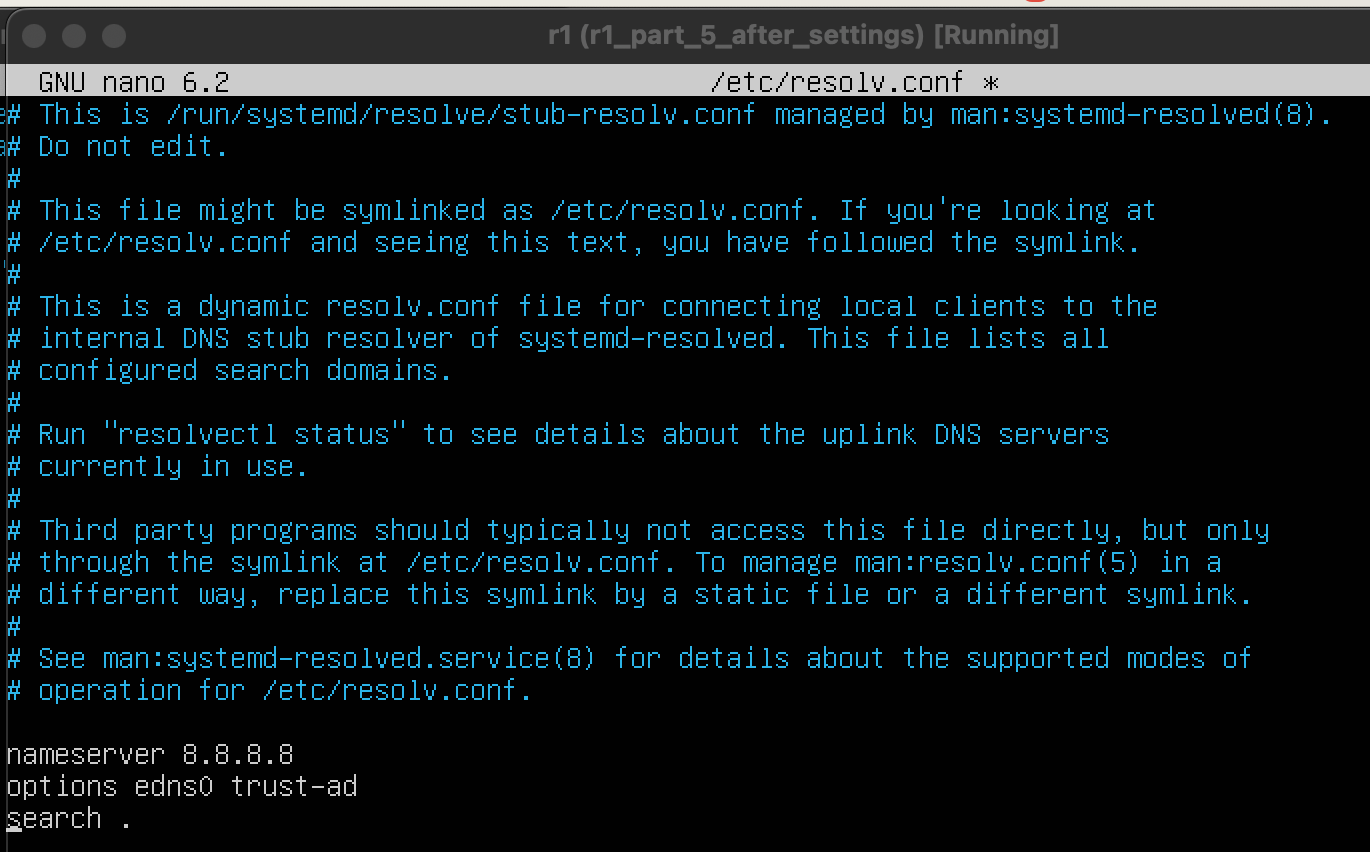 r1 (r1_part_5_after_settings) [Running]
GNU nano 6.2 /etc/resolv.conf *
# This is /run/systemd/resolve/stub-resolv.conf managed by man:systemd-resolved(8).
# Do not edit.
#
# This file might be symlinked as /etc/resolv.conf. If you're looking at
# /etc/resolv.conf and seeing this text, you have followed the symlink.
#
# This is a dynamic resolv.conf file for connecting local clients to the
# internal DNS stub resolver of systemd-resolved. This file lists all
# configured search domains.
#
# Run "resolvectl status" to see details about the uplink DNS servers
# currently in use.
#
# Third party programs should typically not access this file directly, but only
# through the symlink at /etc/resolv.conf. To manage man:resolv.conf(5) in a
# different way, replace this symlink by a static file or a different symlink.
#
# See man:systemd-resolved.service(8) for details about the supported modes of
# operation for /etc/resolv.conf.
nameserver 8.8.8.8
options edns0 trust-ad
search .